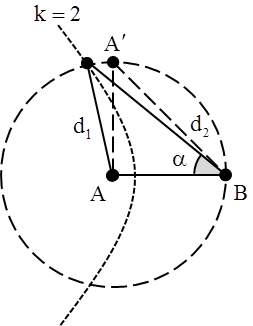 k = 2
A′
d₁
d₂
α
A
B